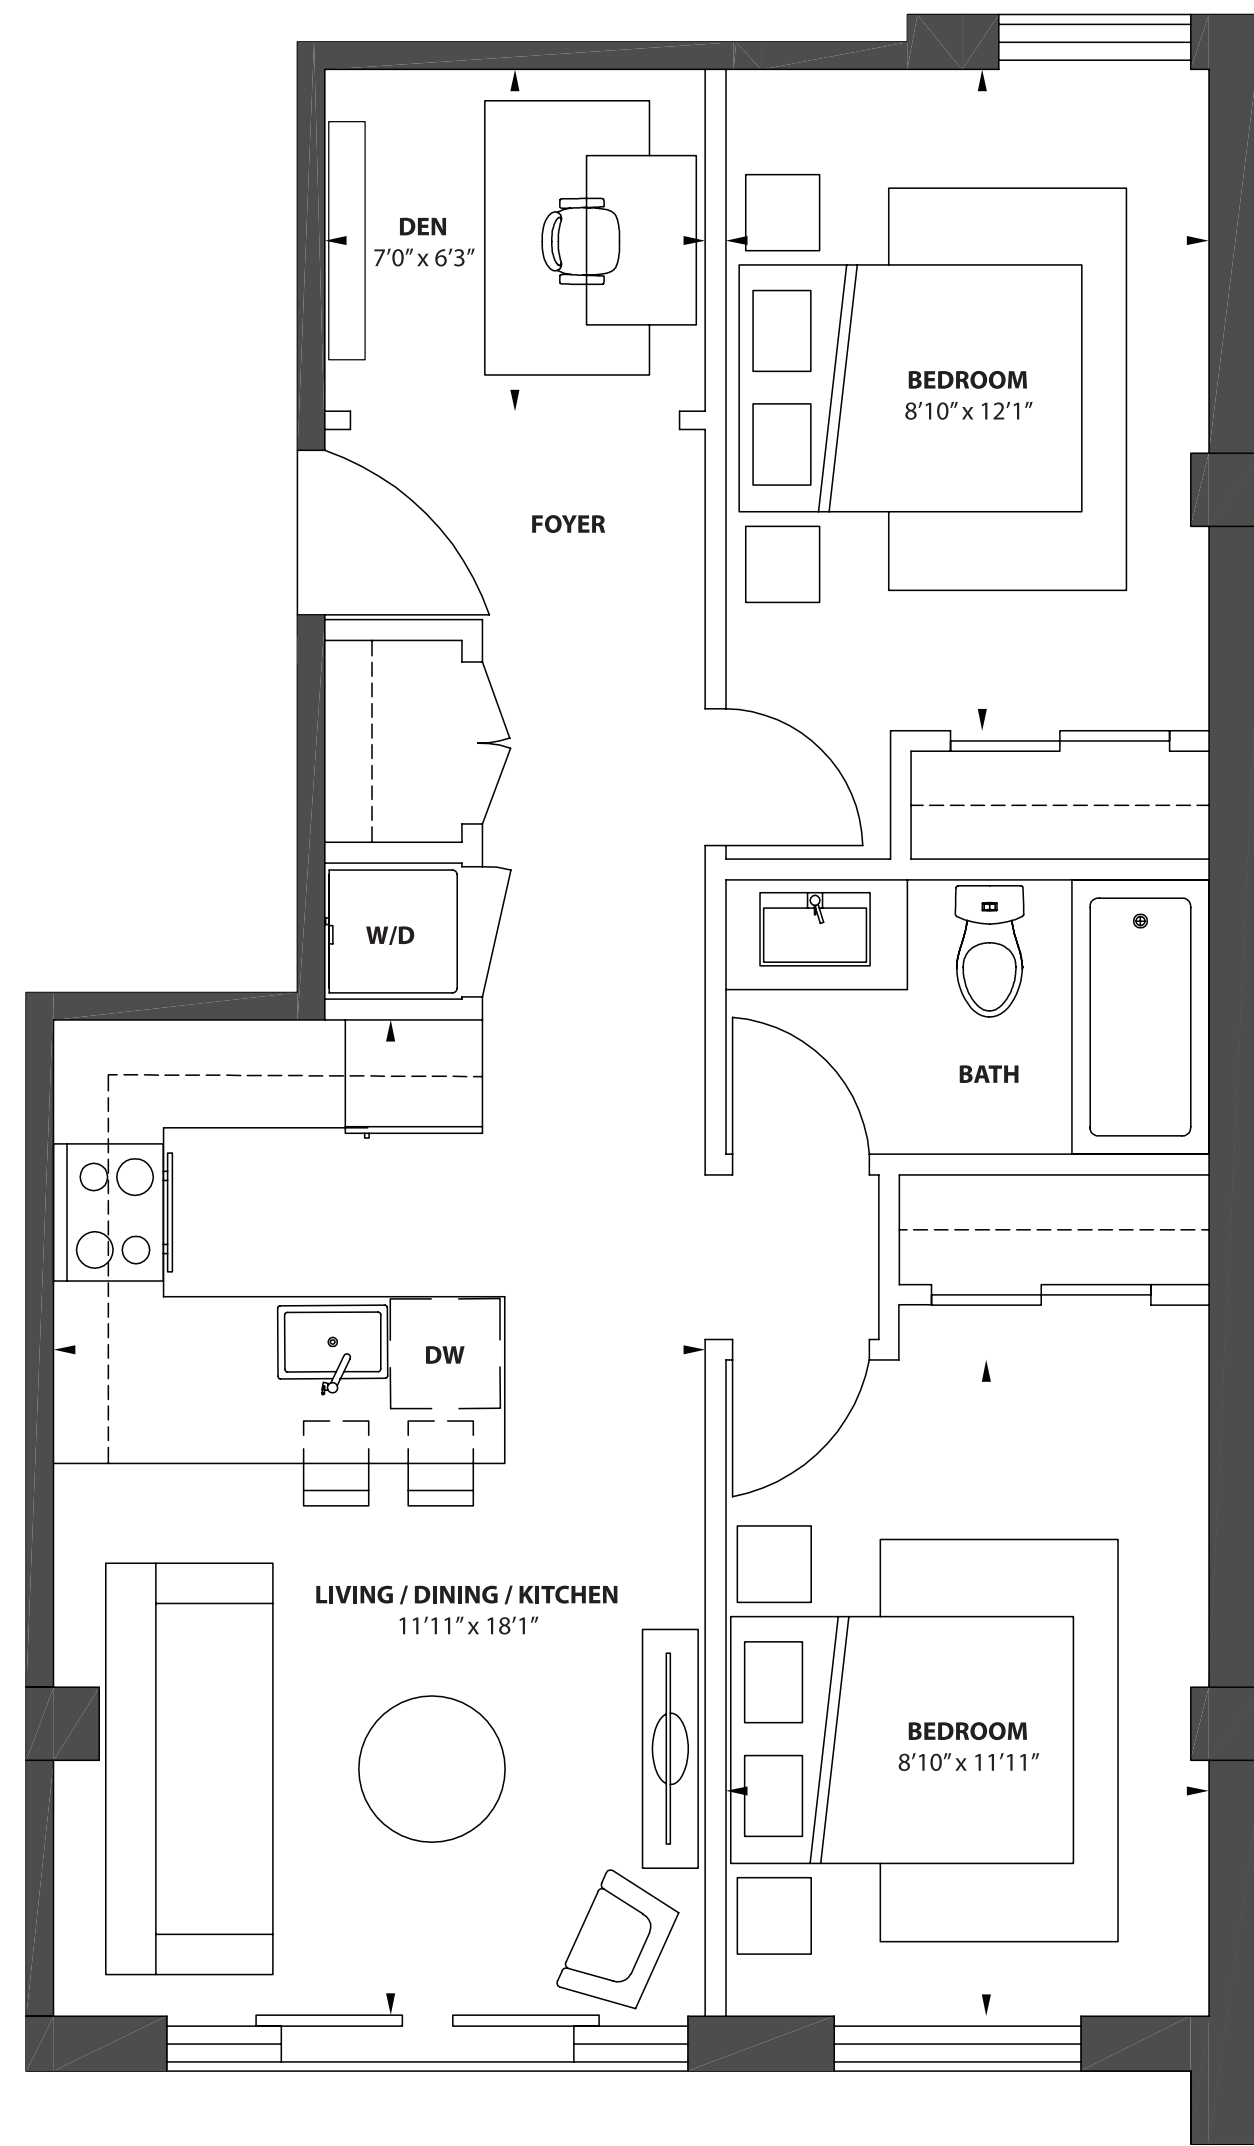 DEN
7’0” x 6’3”
BEDROOM
8’10” x 12’1”
FOYER
W/D
BATH
DW
LIVING / DINING / KITCHEN
11’11” x 18’1”
BEDROOM
8’10” x 11’11”